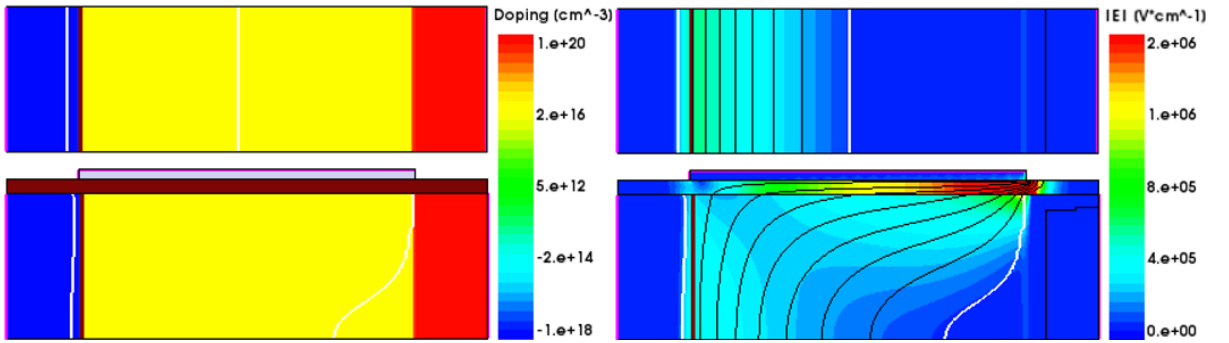 Doping (cm^-3)
1.e+20
2.e+16
5.e+12
-2.e+14
-1.e+18
|E| (V*cm^-1)
2.e+06
1.e+06
8.e+05
4.e+05
0.e+00